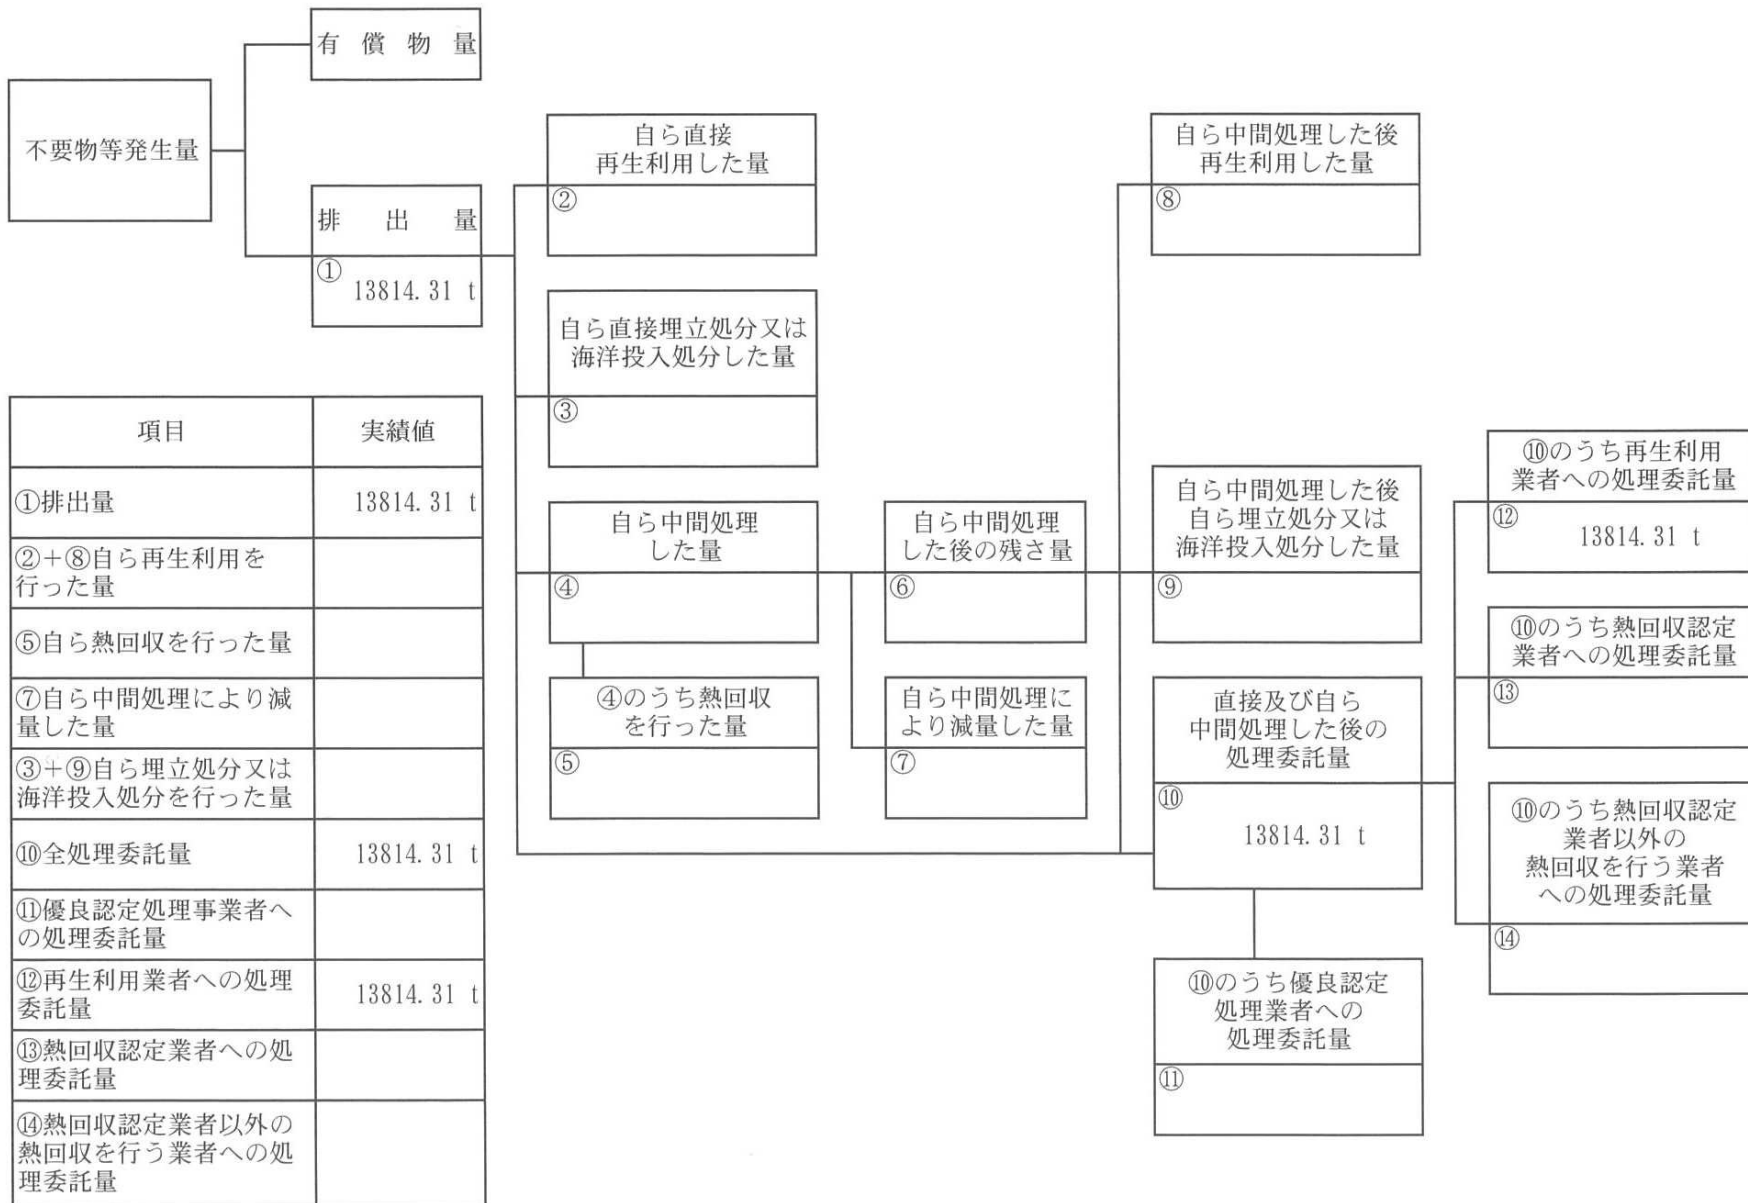 有償物量
不要物等発生量
排出量
①
13814.31 t
自ら直接
再生利用した量
②
自ら直接埋立処分又は
海洋投入処分した量
③
自ら中間処理
した量
④
④のうち熱回収
を行った量
⑤
自ら中間処理
した後の残さ量
⑥
自ら中間処理に
より減量した量
⑦
自ら中間処理した後
再生利用した量
⑧
自ら中間処理した後
自ら埋立処分又は
海洋投入処分した量
⑨
直接及び自ら
中間処理した後の
処理委託量
⑩
13814.31 t
⑩のうち優良認定
処理業者への
処理委託量
⑪
⑩のうち再生利用
業者への処理委託量
⑫
13814.31 t
⑩のうち熱回収認定
業者への処理委託量
⑬
⑩のうち熱回収認定
業者以外の
熱回収を行う業者
への処理委託量
⑭
項目 実績値
①排出量 13814.31 t
②+⑧自ら再生利用を
行った量
⑤自ら熱回収を行った量
⑦自ら中間処理により減
量した量
③+⑨自ら埋立処分又は
海洋投入処分を行った量
⑩全処理委託量 13814.31 t
⑪優良認定処理事業者へ
の処理委託量
⑫再生利用業者への処理
委託量 13814.31 t
⑬熱回収認定業者への処
理委託量
⑭熱回収認定業者以外の
熱回収を行う業者への処
理委託量